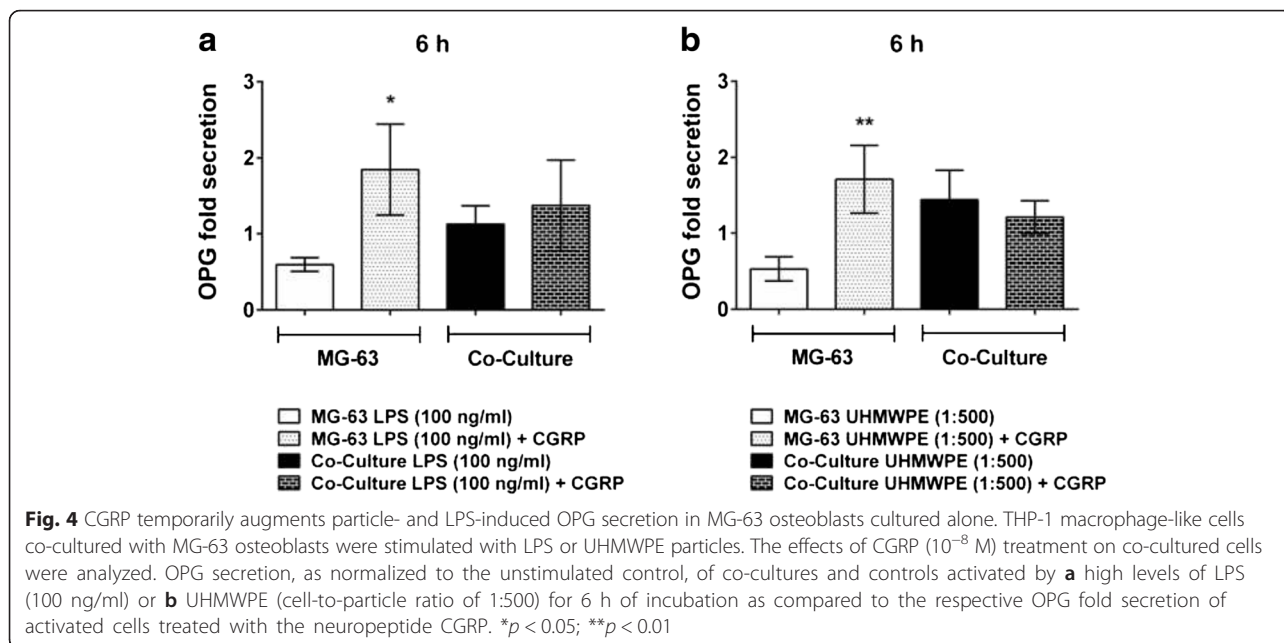 a
6 h
OPG fold secretion
3
2
1
0
*
MG-63
Co-Culture
MG-63 LPS (100 ng/ml)
MG-63 LPS (100 ng/ml) + CGRP
Co-Culture LPS (100 ng/ml)
Co-Culture LPS (100 ng/ml) + CGRP
b
6 h
OPG fold secretion
3
2
1
0
**
MG-63
Co-Culture
MG-63 UHMWPE (1:500)
MG-63 UHMWPE (1:500) + CGRP
Co-Culture UHMWPE (1:500)
Co-Culture UHMWPE (1:500) + CGRP
Fig. 4 CGRP temporarily augments particle- and LPS-induced OPG secretion in MG-63 osteoblasts cultured alone. THP-1 macrophage-like cells
co-cultured with MG-63 osteoblasts were stimulated with LPS or UHMWPE particles. The effects of CGRP (10⁻⁸ M) treatment on co-cultured cells
were analyzed. OPG secretion, as normalized to the unstimulated control, of co-cultures and controls activated by a high levels of LPS
(100 ng/ml) or b UHMWPE (cell-to-particle ratio of 1:500) for 6 h of incubation as compared to the respective OPG fold secretion of
activated cells treated with the neuropeptide CGRP. *p < 0.05; **p < 0.01